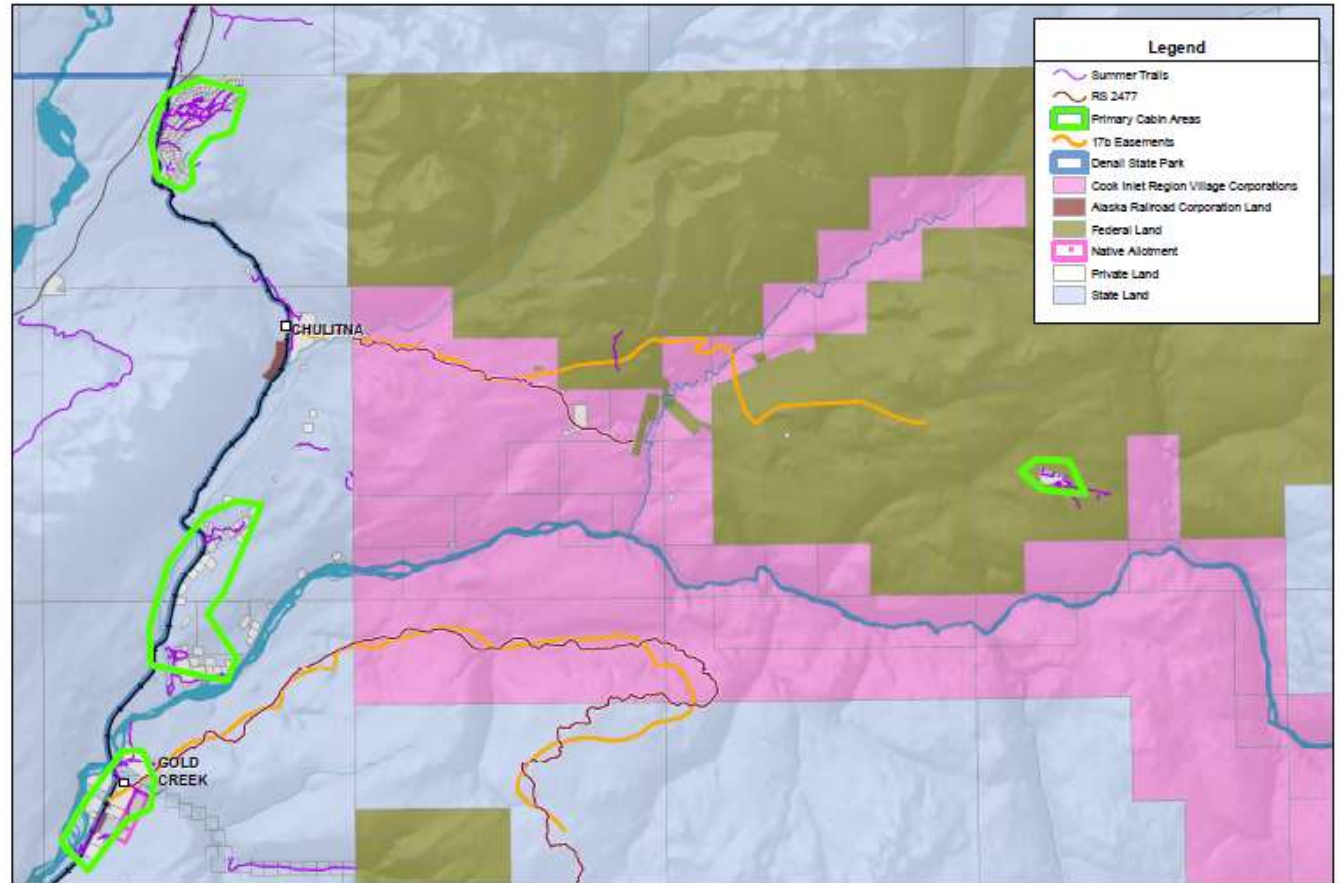 Legend
Summer Trails
RS 2477
Primary Cabin Areas
17b Easements
Denali State Park
Cook Inlet Region Village Corporations
Alaska Railroad Corporation Land
Federal Land
Native Allotment
Private Land
State Land
CHULITNA
GOLD
CREEK